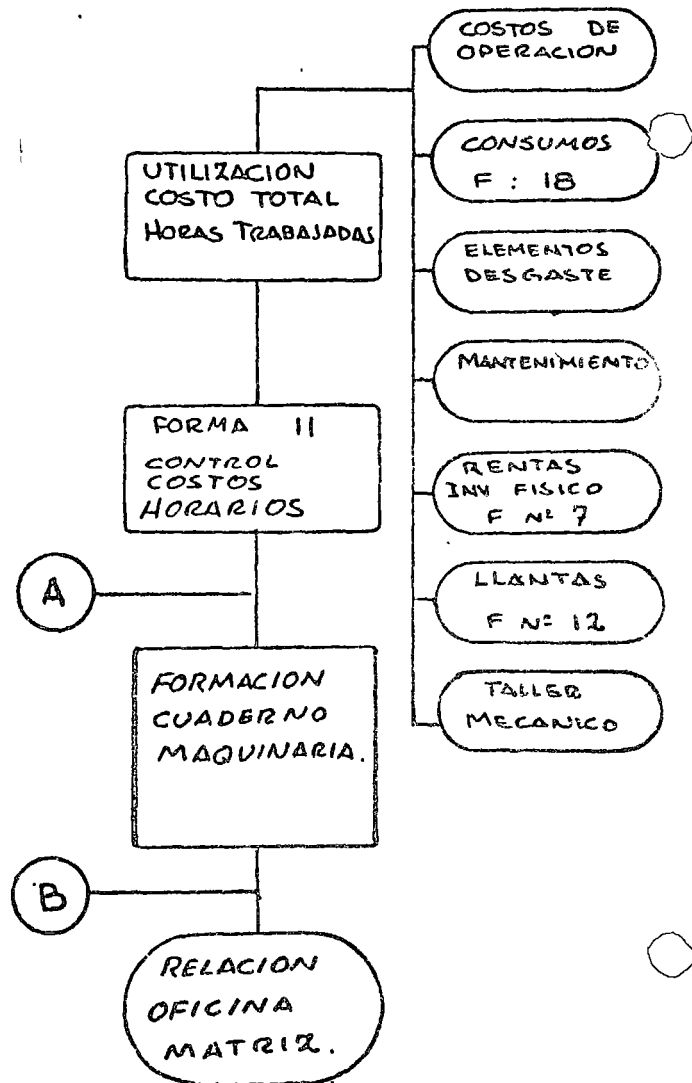 COSTOS DE
OPERACION
CONSUMOS
F : 18
ELEMENTOS
DESGASTE
MANTENIMIENTO
RENTAS
INV FISICO
F Nº 7
LLANTAS
F Nº 12
TALLER
MECANICO
UTILIZACION
COSTO TOTAL
HORAS TRABAJADAS
FORMA 11
CONTROL
COSTOS
HORARIOS
A
FORMACION
CUADERNO
MAQUINARIA.
B
RELACION
OFICINA
MATRIZ.